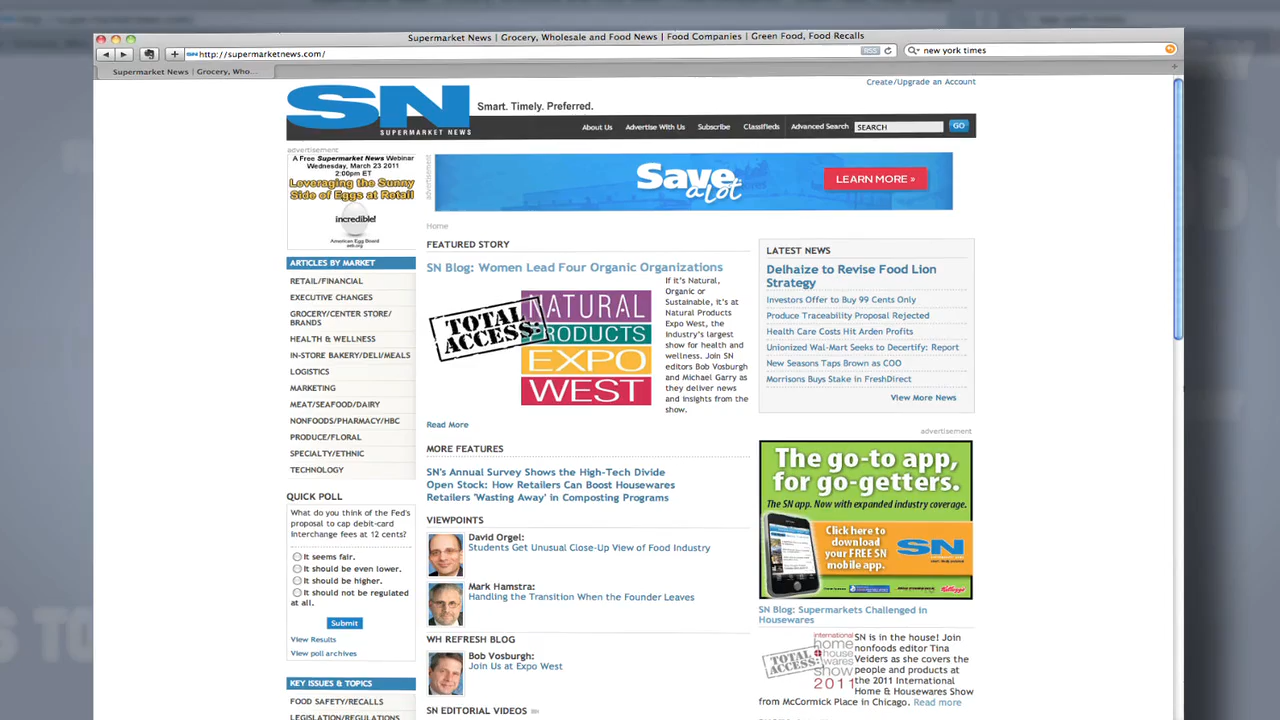 Supermarket News | Grocery, Wholesale and Food News | Food Companies | Green Food, Food Recalls
http://supermarketnews.com/
RSS
new york times
Supermarket News | Grocery, Who...
Create/Upgrade an Account
SN
SUPERMARKET NEWS
Smart. Timely. Preferred.
About Us
Advertise With Us
Subscribe
Classifieds
Advanced Search
SEARCH
GO
advertisement
A Free Supermarket News Webinar
Wednesday, March 23 2011
2:00pm ET
Leveraging the Sunny
Side of Eggs at Retail
incredible!
American Egg Board
aeb.org
advertisement
Save
a lot
LEARN MORE »
Home
ARTICLES BY MARKET
RETAIL/FINANCIAL
EXECUTIVE CHANGES
GROCERY/CENTER STORE/
BRANDS
HEALTH & WELLNESS
IN-STORE BAKERY/DELI/MEALS
LOGISTICS
MARKETING
MEAT/SEAFOOD/DAIRY
NONFOODS/PHARMACY/HBC
PRODUCE/FLORAL
SPECIALTY/ETHNIC
TECHNOLOGY
QUICK POLL
What do you think of the Fed's
proposal to cap debit-card
interchange fees at 12 cents?
It seems fair.
It should be even lower.
It should be higher.
It should not be regulated
at all.
Submit
View Results
View poll archives
KEY ISSUES & TOPICS
FOOD SAFETY/RECALLS
LEGISLATION/REGULATIONS
FEATURED STORY
SN Blog: Women Lead Four Organic Organizations
TOTAL
ACCESS:
NATURAL
PRODUCTS
EXPO
WEST
If it's Natural,
Organic or
Sustainable, it's at
Natural Products
Expo West, the
Industry's largest
show for health and
wellness. Join SN
editors Bob Vosburgh
and Michael Garry as
they deliver news
and insights from the
show.
Read More
MORE FEATURES
SN's Annual Survey Shows the High-Tech Divide
Open Stock: How Retailers Can Boost Housewares
Retailers 'Wasting Away' in Composting Programs
VIEWPOINTS
David Orgel:
Students Get Unusual Close-Up View of Food Industry
Mark Hamstra:
Handling the Transition When the Founder Leaves
WH REFRESH BLOG
Bob Vosburgh:
Join Us at Expo West
SN EDITORIAL VIDEOS
LATEST NEWS
Delhaize to Revise Food Lion
Strategy
Investors Offer to Buy 99 Cents Only
Produce Traceability Proposal Rejected
Health Care Costs Hit Arden Profits
Unionized Wal-Mart Seeks to Decertify: Report
New Seasons Taps Brown as COO
Morrisons Buys Stake in FreshDirect
View More News
advertisement
The go-to app,
for go-getters.
The SN app. Now with expanded industry coverage.
Click here to
download
your FREE SN
mobile app.
SN
Kellogg's
SN Blog: Supermarkets Challenged in
Housewares
TOTAL
ACCESS:
international
home
housewares
show
2011
SN is in the house! Join
nonfoods editor Tina
Veiders as she covers the
people and products at
the 2011 International
Home & Housewares Show
from McCormick Place in Chicago. Read more